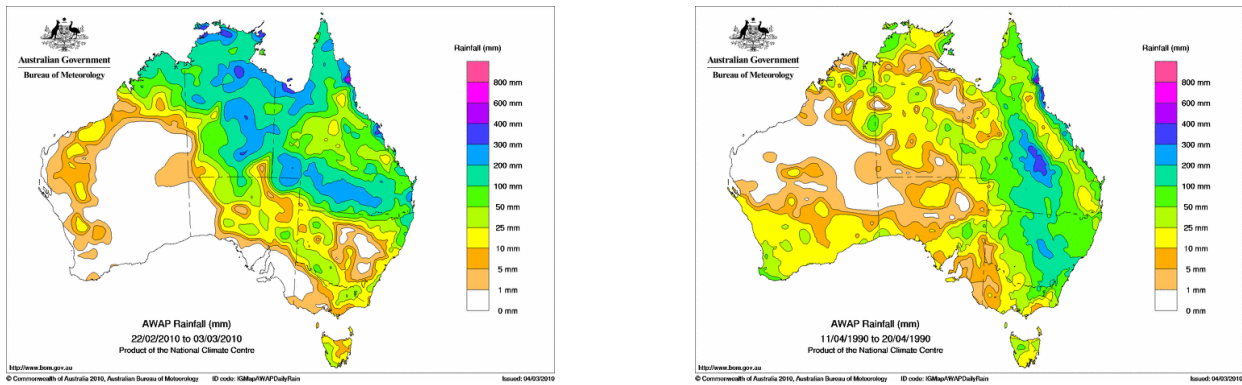 Australian Government
Bureau of Meteorology
Rainfall (mm)
800 mm
600 mm
400 mm
300 mm
200 mm
100 mm
50 mm
25 mm
10 mm
5 mm
1 mm
0 mm
AWAP Rainfall (mm)
22/02/2010 to 03/03/2010
Product of the National Climate Centre
http://www.bom.gov.au
© Commonwealth of Australia 2010, Australian Bureau of Meteorology ID code: IGMapAWAPDailyRain Issued: 04/03/2010
Australian Government
Bureau of Meteorology
Rainfall (mm)
800 mm
600 mm
400 mm
300 mm
200 mm
100 mm
50 mm
25 mm
10 mm
5 mm
1 mm
0 mm
AWAP Rainfall (mm)
11/04/1990 to 20/04/1990
Product of the National Climate Centre
http://www.bom.gov.au
© Commonwealth of Australia 2010, Australian Bureau of Meteorology ID code: IGMapAWAPDailyRain Issued: 04/03/2010